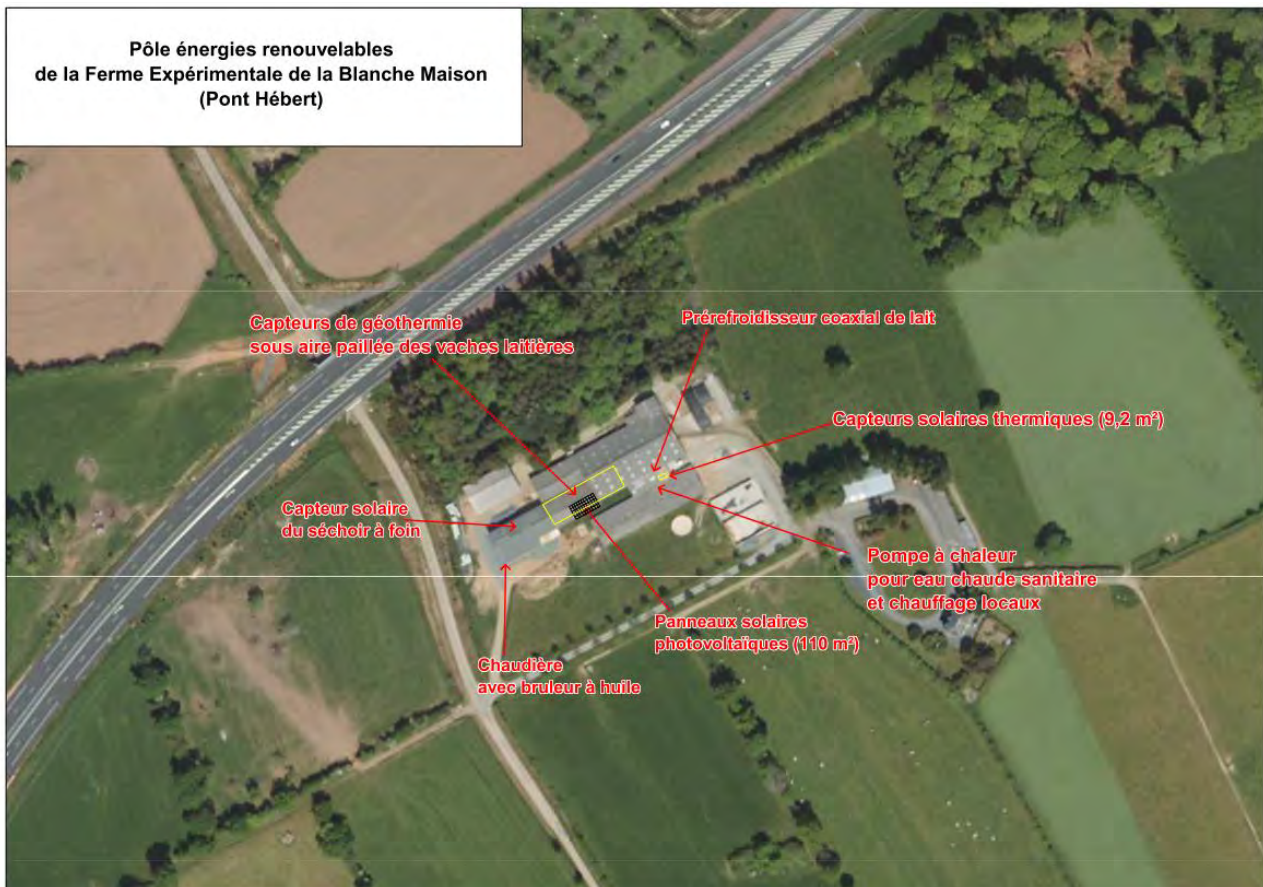 Pôle énergies renouvelables
de la Ferme Expérimentale de la Blanche Maison
(Pont Hébert)
Capteurs de géothermie
sous aire paillée des vaches laitières
Prérefroidisseur coaxial de lait
Capteurs solaires thermiques (9,2 m²)
Capteur solaire
du séchoir à foin
Pompe à chaleur
pour eau chaude sanitaire
et chauffage locaux
Panneaux solaires
photovoltaïques (110 m²)
Chaudière
avec bruleur à huile